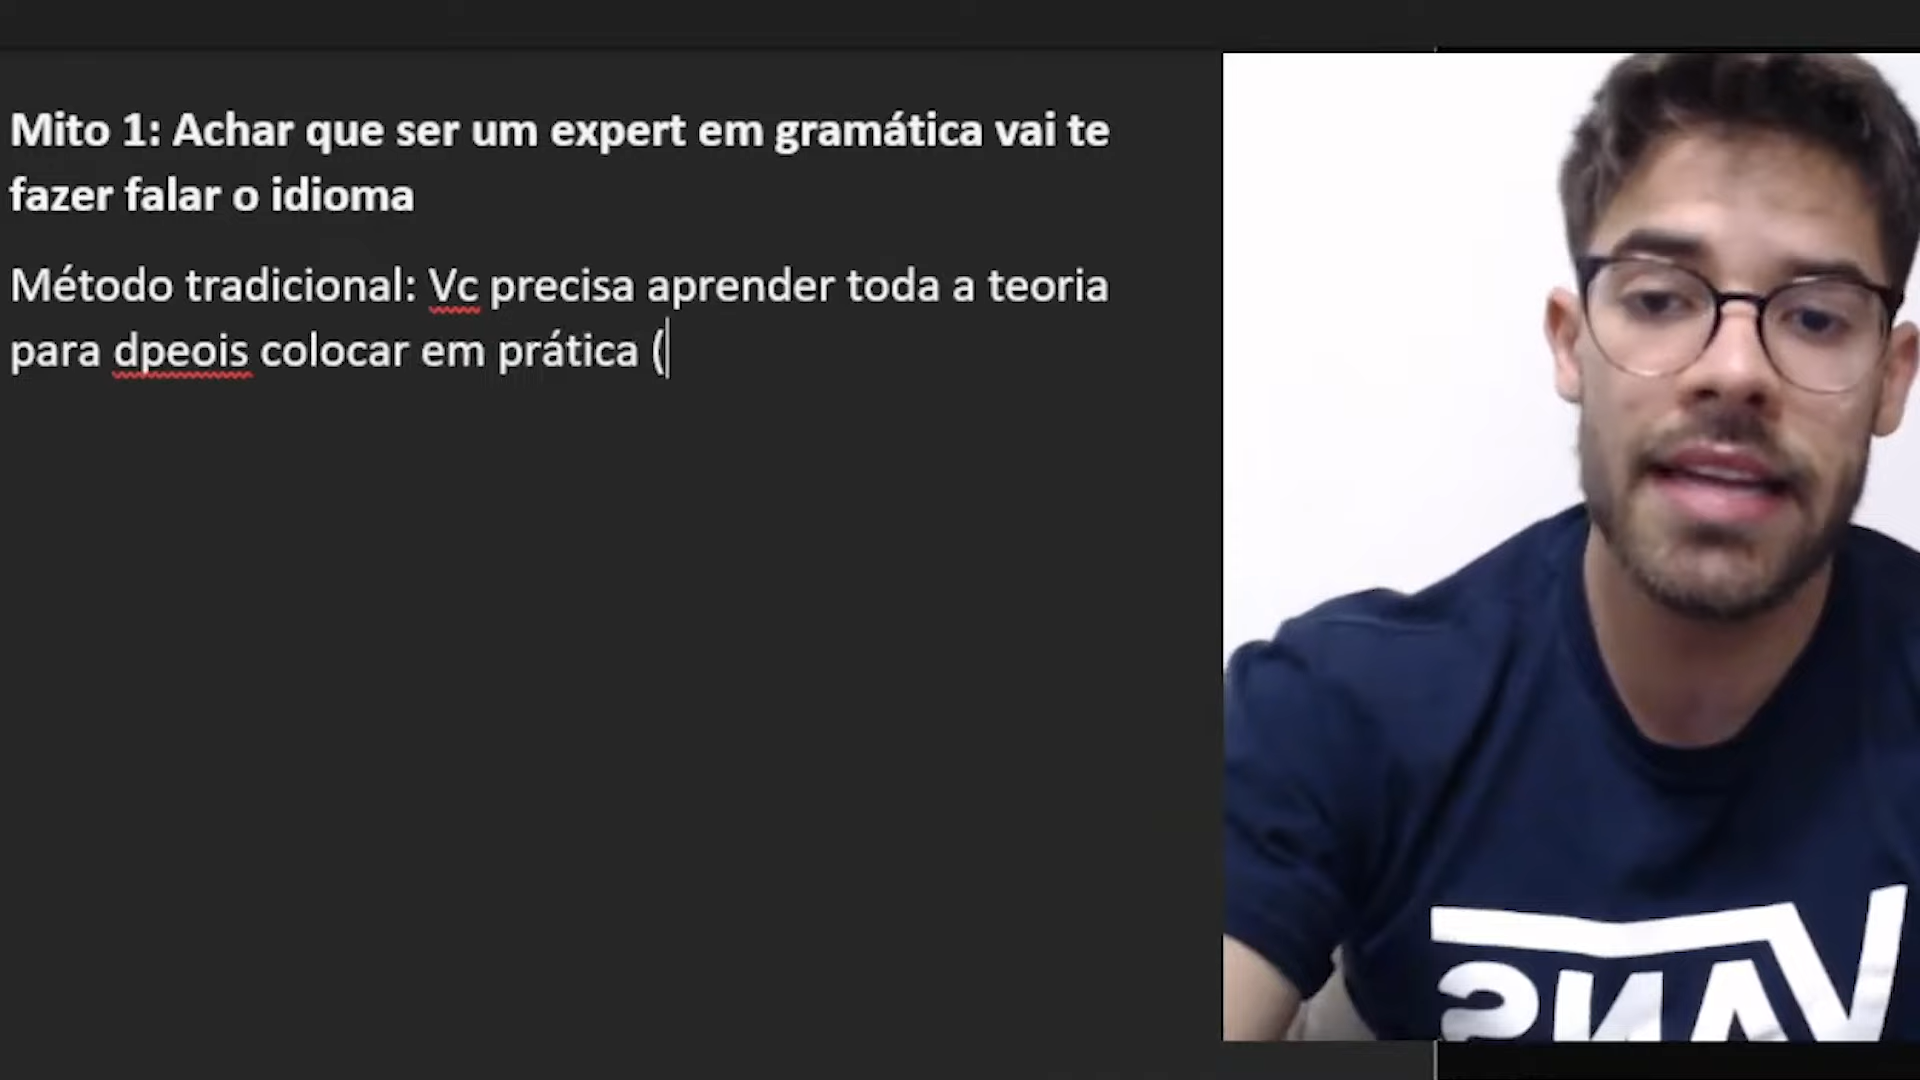 Mito 1: Achar que ser um expert em gramática vai te
fazer falar o idioma
Método tradicional: Vc precisa aprender toda a teoria
para dpeois colocar em prática (
VANS